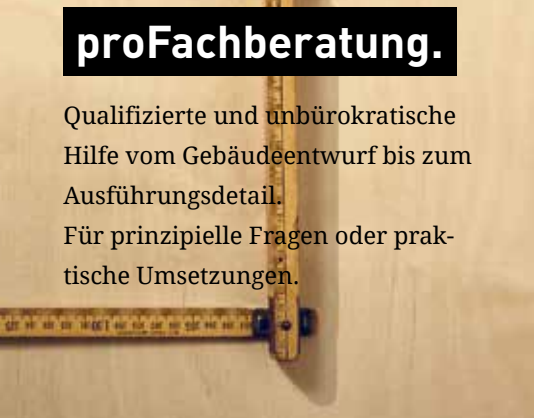 proFachberatung.
Qualifizierte und unbürokratische
Hilfe vom Gebäudeentwurf bis zum
Ausführungsdetail.
Für prinzipielle Fragen oder prak-
tische Umsetzungen.